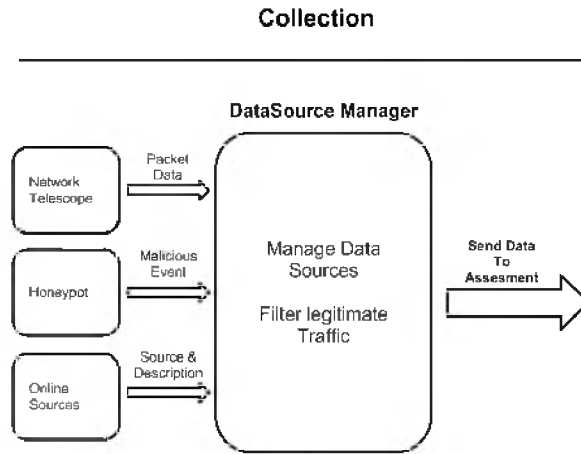 Collection
DataSource Manager
Network
Telescope
Packet
Data
Honeypot
Malicious
Event
Online
Sources
Source &
Description
Manage Data
Sources
Filter legitimate
Traffic
Send Data
To
Assesment